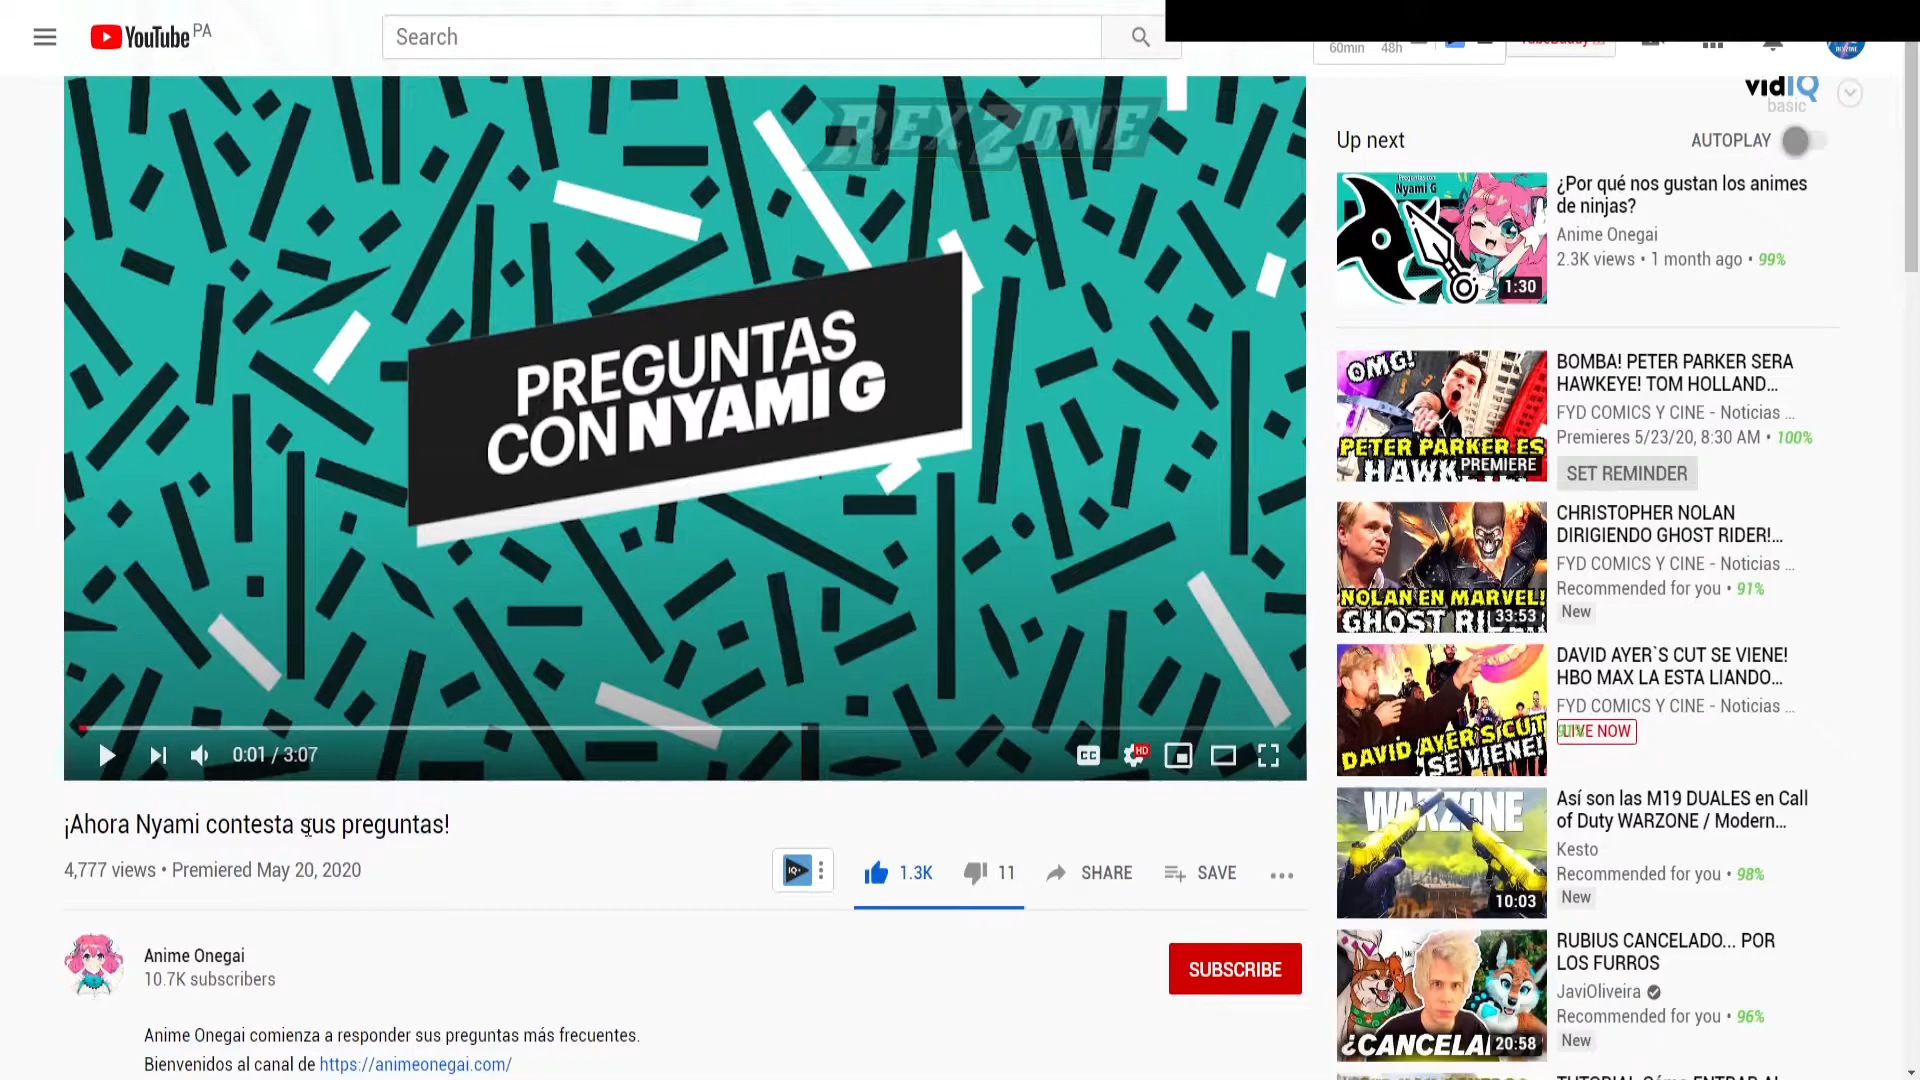 YouTube PA
Search
60min 48h
vidIQ
basic
REXZONE
PREGUNTAS
CON NYAMI G
0:01 / 3:07
CC
HD
¡Ahora Nyami contesta sus preguntas!
4,777 views • Premiered May 20, 2020
IQ
1.3K
11
SHARE
SAVE
Anime Onegai
10.7K subscribers
SUBSCRIBE
Anime Onegai comienza a responder sus preguntas más frecuentes.
Bienvenidos al canal de https://animeonegai.com/
Up next
AUTOPLAY
Nyami G
1:30
¿Por qué nos gustan los animes
de ninjas?
Anime Onegai
2.3K views • 1 month ago • 99%
OMG!
PETER PARKER ES
PREMIERE
BOMBA! PETER PARKER SERA
HAWKEYE! TOM HOLLAND...
FYD COMICS Y CINE - Noticias ...
Premieres 5/23/20, 8:30 AM • 100%
SET REMINDER
NOLAN EN MARVEL!
GHOST
33:53
CHRISTOPHER NOLAN
DIRIGIENDO GHOST RIDER!...
FYD COMICS Y CINE - Noticias ...
Recommended for you • 91%
New
DAVID AYER'S CUT
SE VIENE!
DAVID AYER`S CUT SE VIENE!
HBO MAX LA ESTA LIANDO...
FYD COMICS Y CINE - Noticias ...
LIVE NOW
WARZONE
10:03
Así son las M19 DUALES en Call
of Duty WARZONE / Modern...
Kesto
Recommended for you • 98%
New
¿CANCELA
20:58
RUBIUS CANCELADO... POR
LOS FURROS
JaviOliveira
Recommended for you • 96%
New